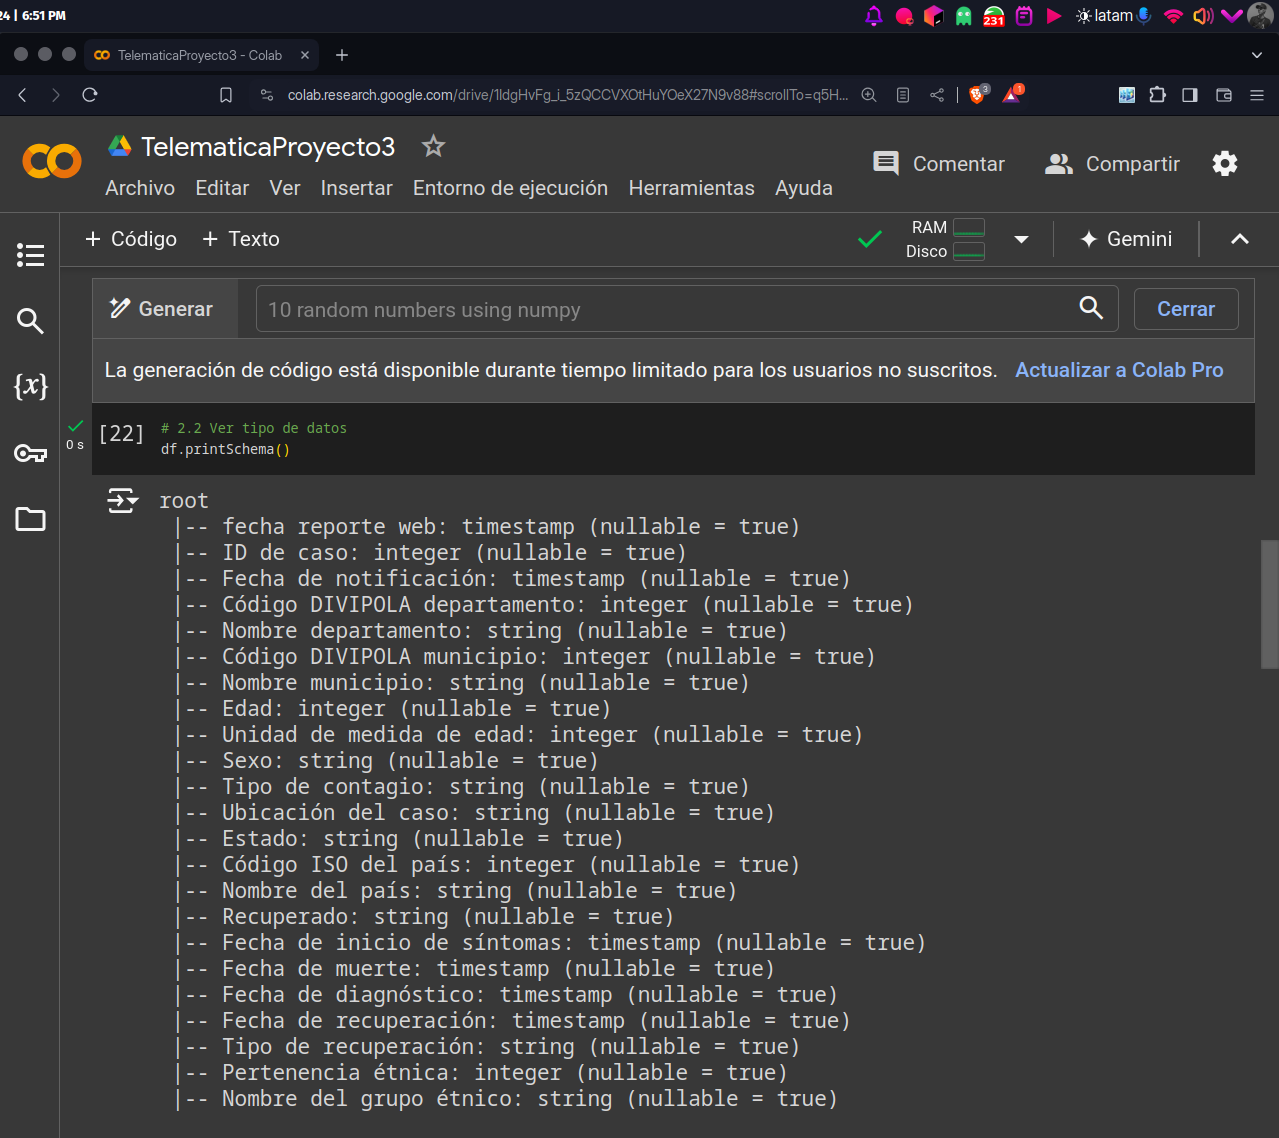 24 | 6:51 PM
231
latam
TelematicaProyecto3 - Colab
colab.research.google.com/drive/1IdgHvFg_i_5zQCCVXOtHuYOeX27N9v88#scrollTo=q5H...
3
1
TelematicaProyecto3
Comentar
Compartir
Archivo Editar Ver Insertar Entorno de ejecución Herramientas Ayuda
+ Código + Texto
RAM
Disco
Gemini
Generar
10 random numbers using numpy
Cerrar
La generación de código está disponible durante tiempo limitado para los usuarios no suscritos. Actualizar a Colab Pro
{x}
0 s
[22]
# 2.2 Ver tipo de datos
df.printSchema()
root
|-- fecha reporte web: timestamp (nullable = true)
|-- ID de caso: integer (nullable = true)
|-- Fecha de notificación: timestamp (nullable = true)
|-- Código DIVIPOLA departamento: integer (nullable = true)
|-- Nombre departamento: string (nullable = true)
|-- Código DIVIPOLA municipio: integer (nullable = true)
|-- Nombre municipio: string (nullable = true)
|-- Edad: integer (nullable = true)
|-- Unidad de medida de edad: integer (nullable = true)
|-- Sexo: string (nullable = true)
|-- Tipo de contagio: string (nullable = true)
|-- Ubicación del caso: string (nullable = true)
|-- Estado: string (nullable = true)
|-- Código ISO del país: integer (nullable = true)
|-- Nombre del país: string (nullable = true)
|-- Recuperado: string (nullable = true)
|-- Fecha de inicio de síntomas: timestamp (nullable = true)
|-- Fecha de muerte: timestamp (nullable = true)
|-- Fecha de diagnóstico: timestamp (nullable = true)
|-- Fecha de recuperación: timestamp (nullable = true)
|-- Tipo de recuperación: string (nullable = true)
|-- Pertenencia étnica: integer (nullable = true)
|-- Nombre del grupo étnico: string (nullable = true)